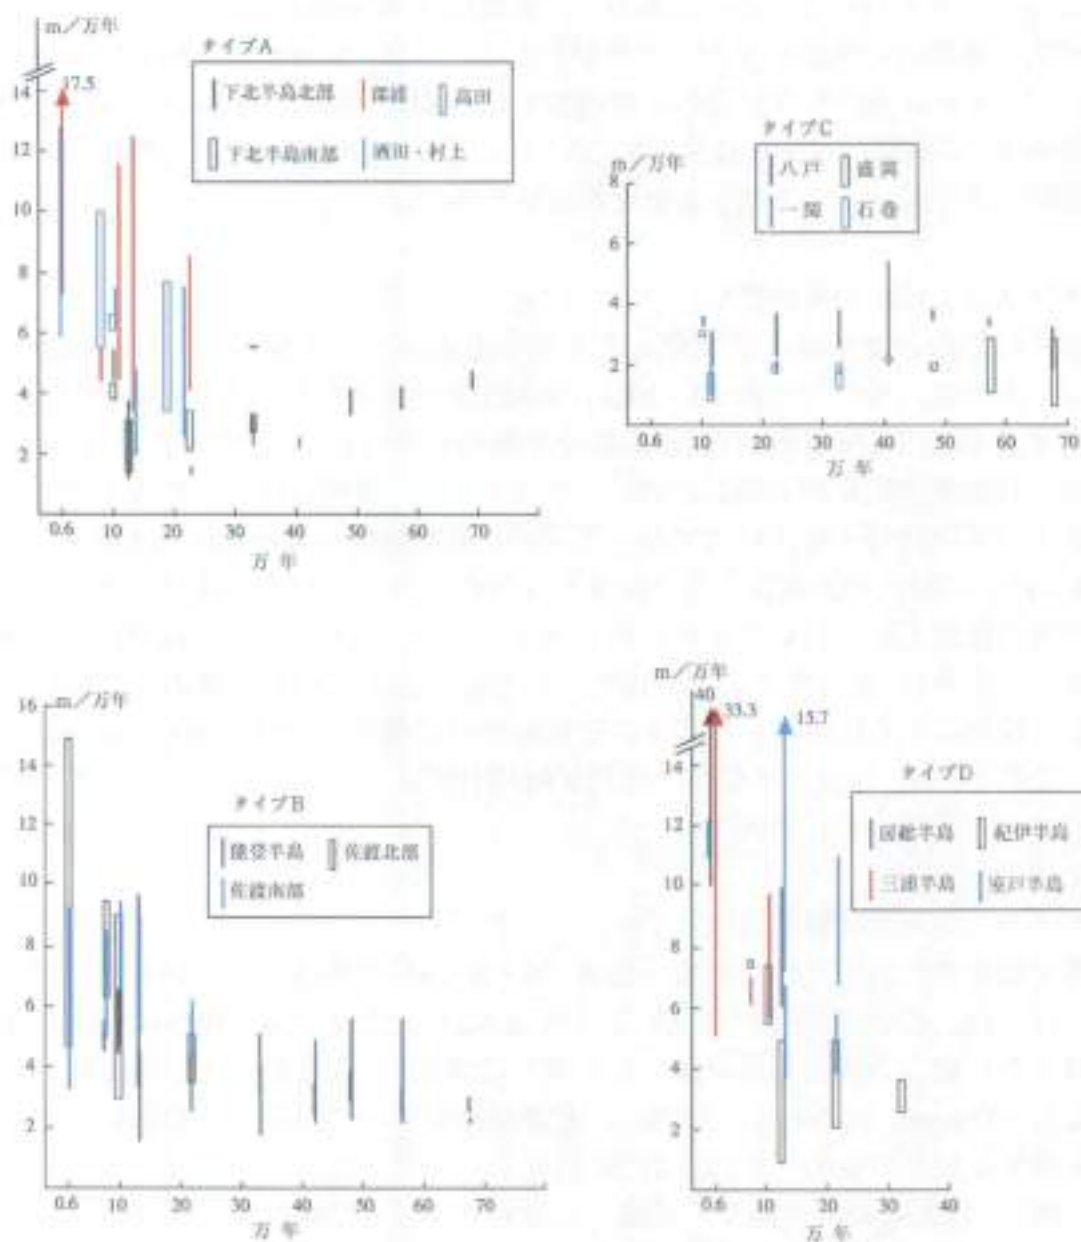 m／万年
タイプA
17.5
下北半島北部 深浦 高田
下北半島南部 酒田・村上
14
12
10
8
6
4
2
0.6 10 20 30 40 50 60 70
万 年
タイプC
m／万年
八戸 盛岡
一関 石巻
8
6
4
2
0.6 10 20 30 40 50 60 70
万 年
m／万年
タイプB
能登半島 佐渡北部
佐渡南部
16
14
12
10
8
6
4
2
0.6 10 20 30 40 50 60 70
万 年
m／万年
40
33.3
15.7
タイプD
房総半島 紀伊半島
三浦半島 室戸半島
14
12
10
8
6
4
2
0.6 10 20 30 40
万 年